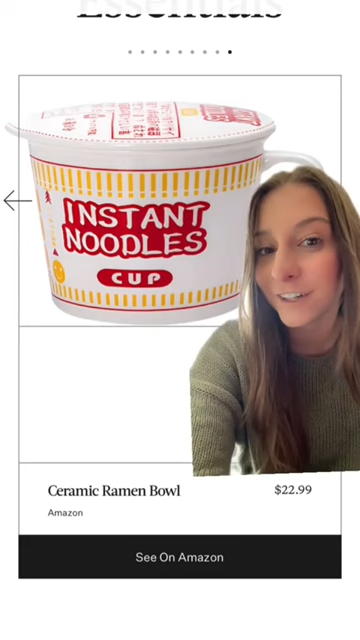 Essentials
INSTANT
NOODLES
CUP
Ceramic Ramen Bowl
$22.99
Amazon
See On Amazon